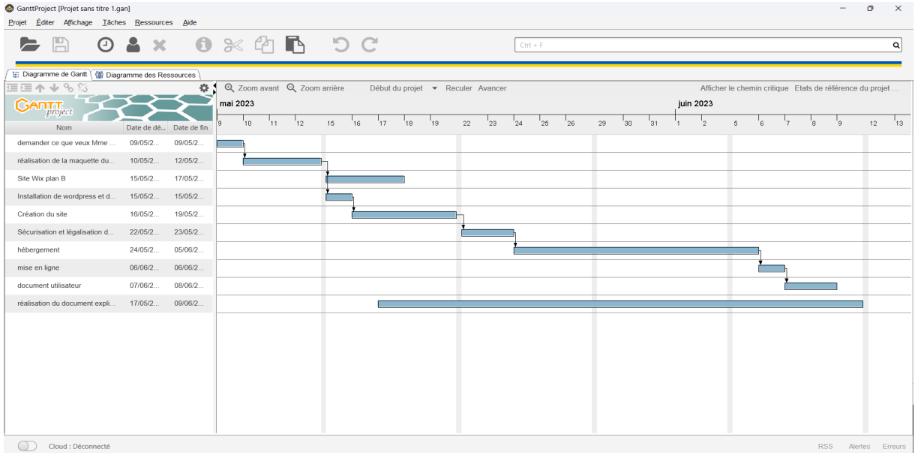 GanttProject [Projet sans titre 1.gan]
Projet Éditer Affichage Tâches Ressources Aide
Ctrl + F
Diagramme de Gantt Diagramme des Ressources
Zoom avant Zoom arrière Début du projet Reculer Avancer Afficher le chemin critique Etats de référence du projet ...
GANTT project
mai 2023 juin 2023
9 10 11 12 15 16 17 18 19 22 23 24 25 26 29 30 31 1 2 5 6 7 8 9 12 13
Nom Date de dé... Date de fin
demander ce que veux Mme ... 09/05/2... 09/05/2...
réalisation de la maquette du... 10/05/2... 12/05/2...
Site Wix plan B 15/05/2... 17/05/2...
Installation de wordpress et d... 15/05/2... 15/05/2...
Création du site 16/05/2... 19/05/2...
Sécurisation et légalisation d... 22/05/2... 23/05/2...
hébergement 24/05/2... 05/06/2...
mise en ligne 06/06/2... 06/06/2...
document utilisateur 07/06/2... 08/06/2...
réalisation du document expli... 17/05/2... 09/06/2...
Cloud : Déconnecté RSS Alertes Erreurs